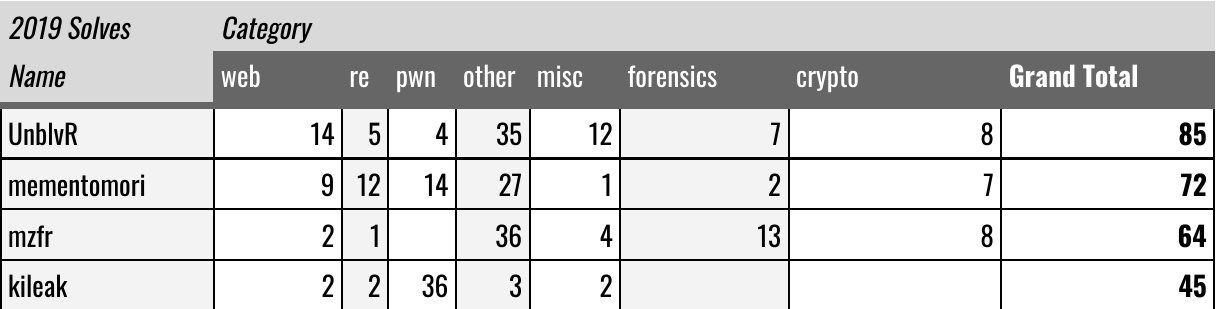 2019 Solves Category
Name web re pwn other misc forensics crypto Grand Total
UnblvR 14 5 4 35 12 7 8 85
mementomori 9 12 14 27 1 2 7 72
mzfr 2 1 36 4 13 8 64
kileak 2 2 36 3 2 45